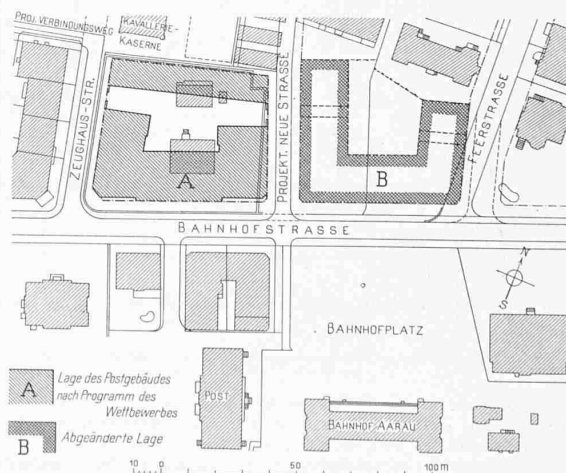 PROJ. VERBINDUNGSWEG
KAVALLERIE-
KASERNE
ZEUGHAUS-STR.
PROJEKT. NEUE STRASSE
FEERSTRASSE
A
B
BAHNHOFSTRASSE
N
S
BAHNHOFPLATZ
A
Lage des Postgebäudes
nach Programm des
Wettbewerbes
POST
BAHNHOF AARAU
B
Abgeänderte Lage
10 0 50 100 m